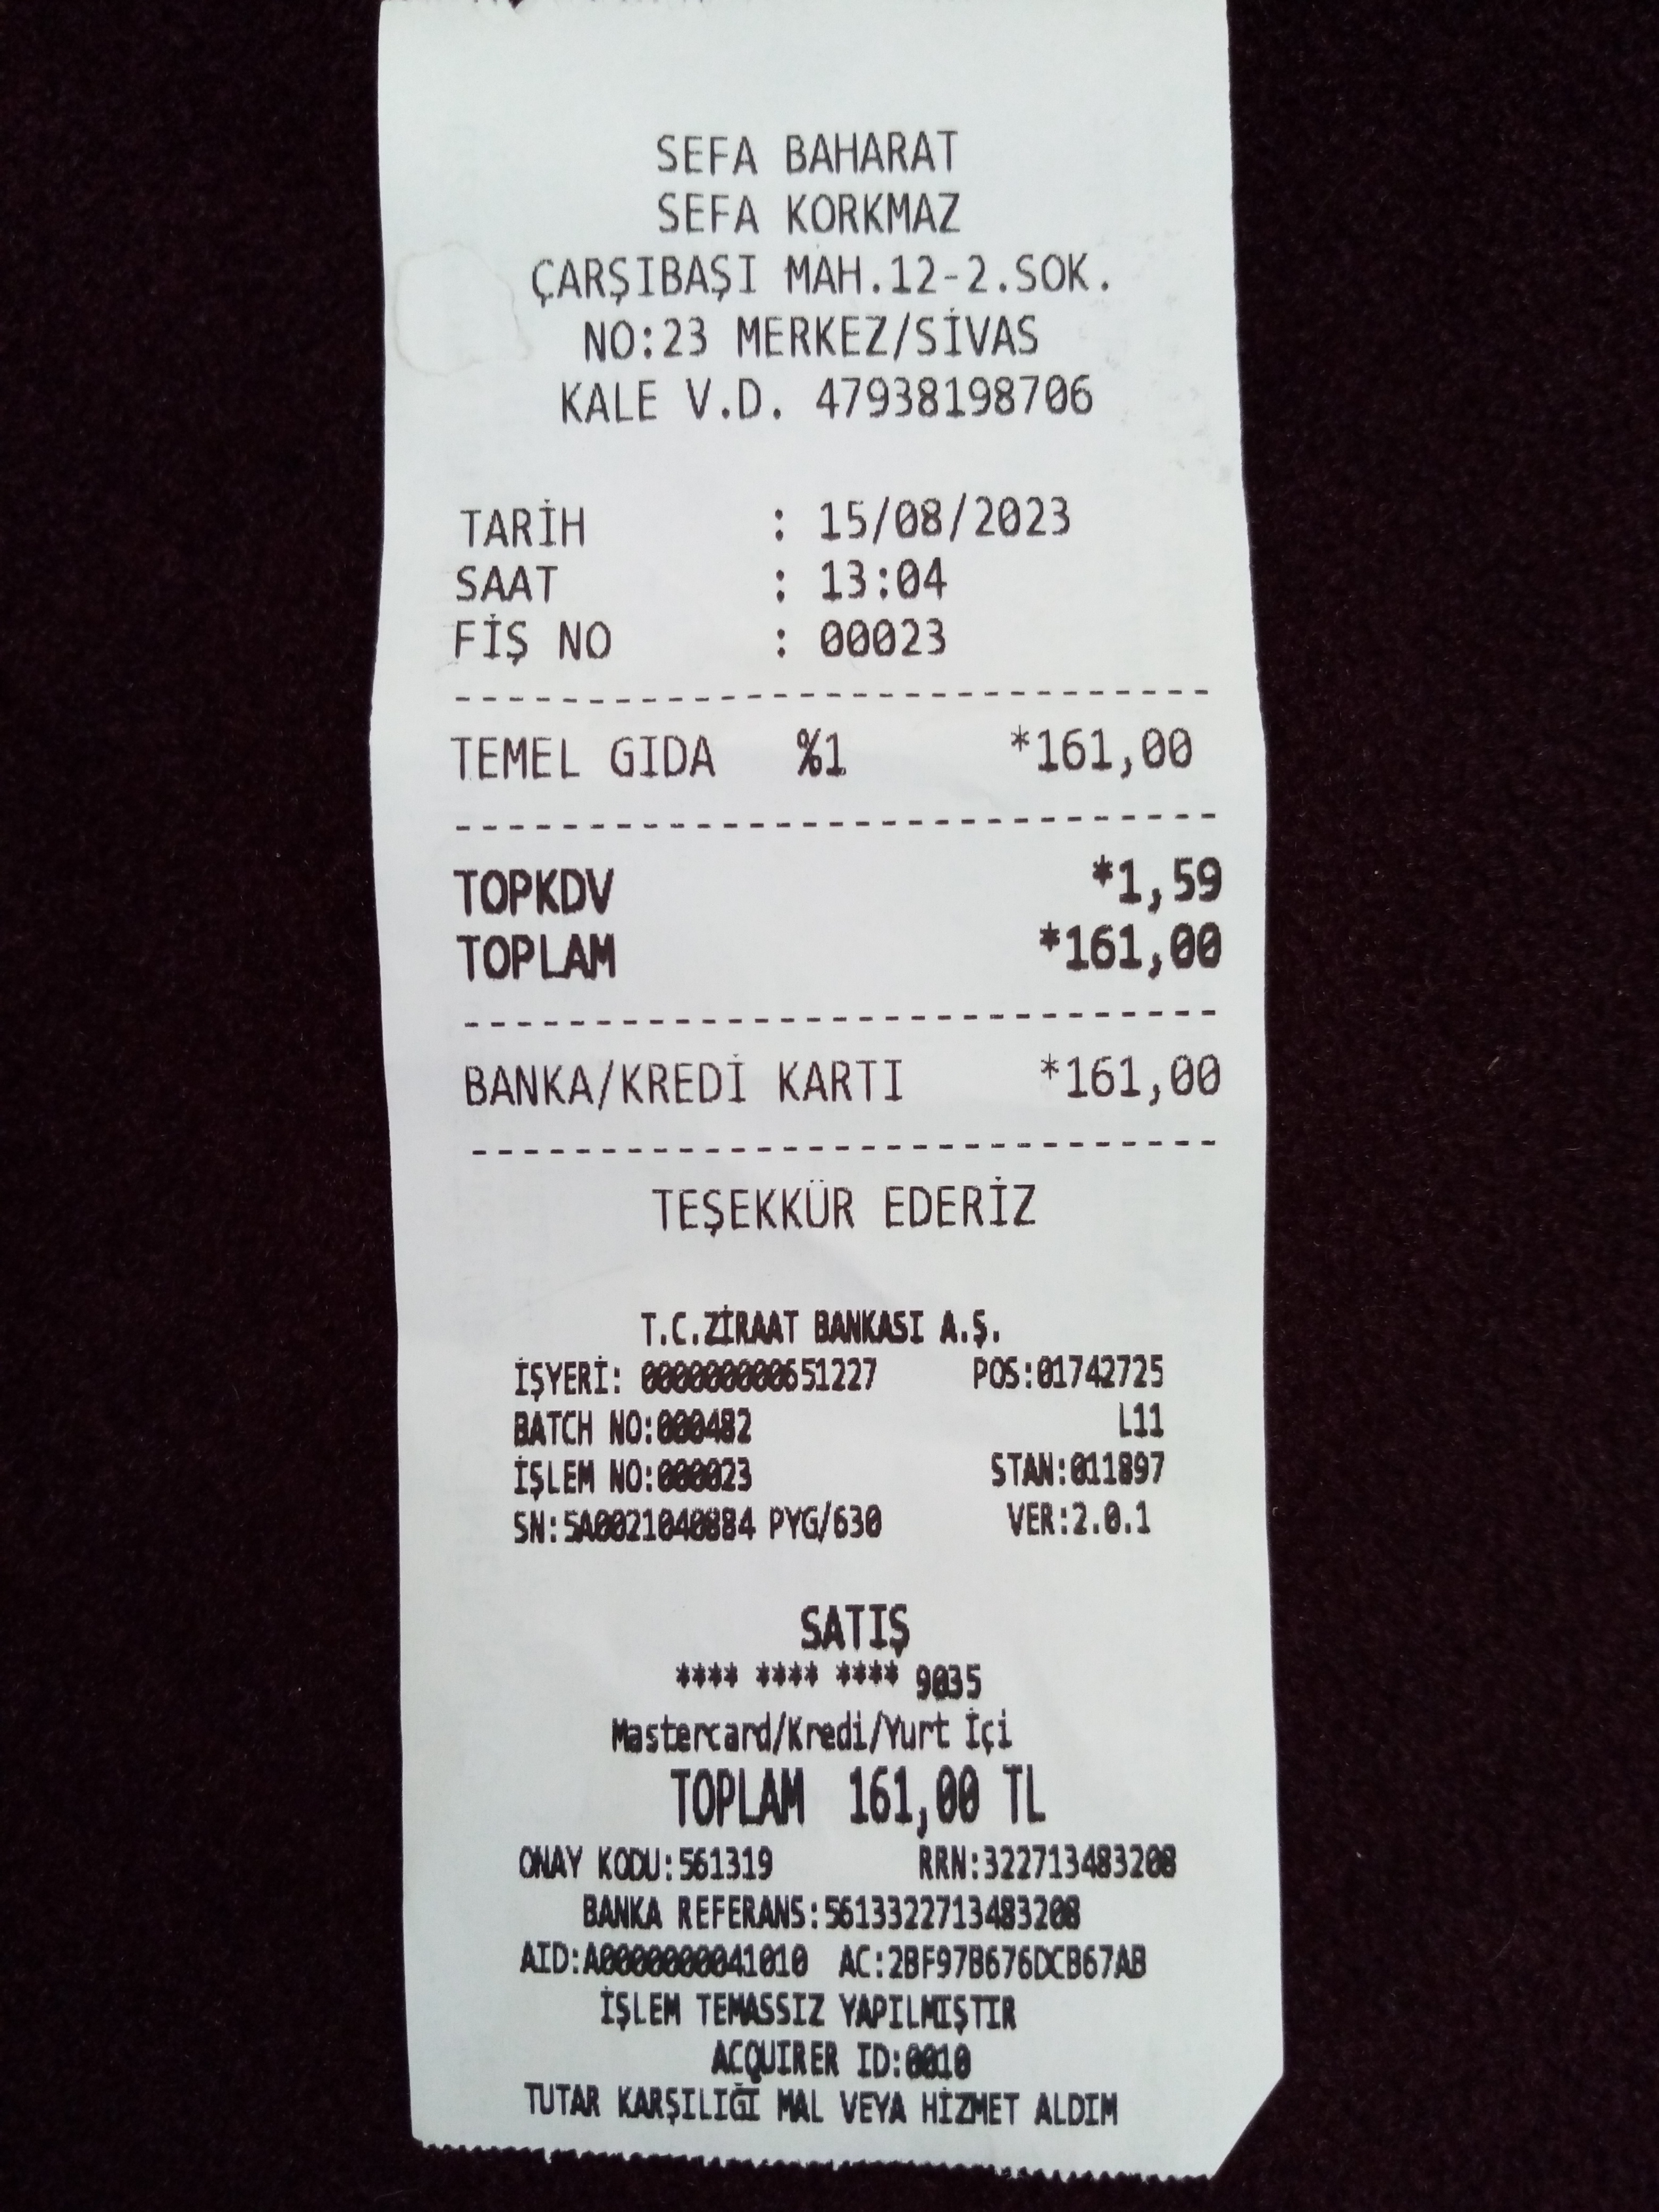 SEFA BAHARAT
SEFA KORKMAZ
ÇARŞIBAŞI MAH.12-2.SOK.
NO:23 MERKEZ/SİVAS
KALE V.D. 47938198706
TARİH : 15/08/2023
SAAT : 13:04
FİŞ NO : 00023
TEMEL GIDA %1 *161,00
TOPKDV *1,59
TOPLAM *161,00
BANKA/KREDİ KARTI *161,00
TEŞEKKÜR EDERİZ
T.C.ZİRAAT BANKASI A.Ş.
İŞYERİ: 000000000651227 POS:01742725
BATCH NO:000482 L11
İŞLEM NO:000023 STAN:011897
SN:5A0021040884 PYG/630 VER:2.0.1
SATIŞ
**** **** **** 9035
Mastercard/Kredi/Yurt İçi
TOPLAM 161,00 TL
ONAY KODU:561319 RRN:322713483208
BANKA REFERANS:5613322713483208
AID:A0000000041010 AC:2BF97B676DCB67AB
İŞLEM TEMASSIZ YAPILMIŞTIR
ACQUIRER ID:0010
TUTAR KARŞILIĞI MAL VEYA HİZMET ALDIM